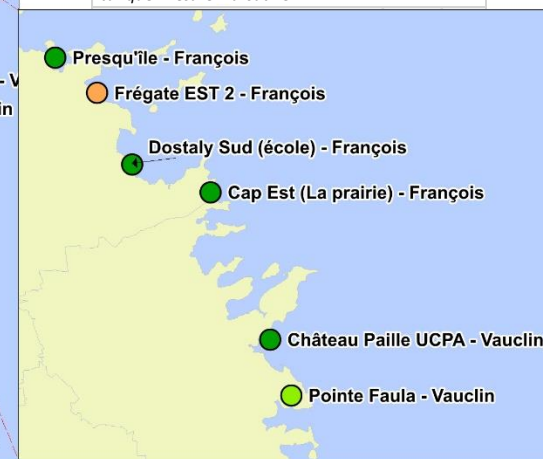 Presqu'île - François
- V
in
Frégate EST 2 - François
Dostaly Sud (école) - François
Cap Est (La prairie) - François
Château Paille UCPA - Vauclin
Pointe Faula - Vauclin